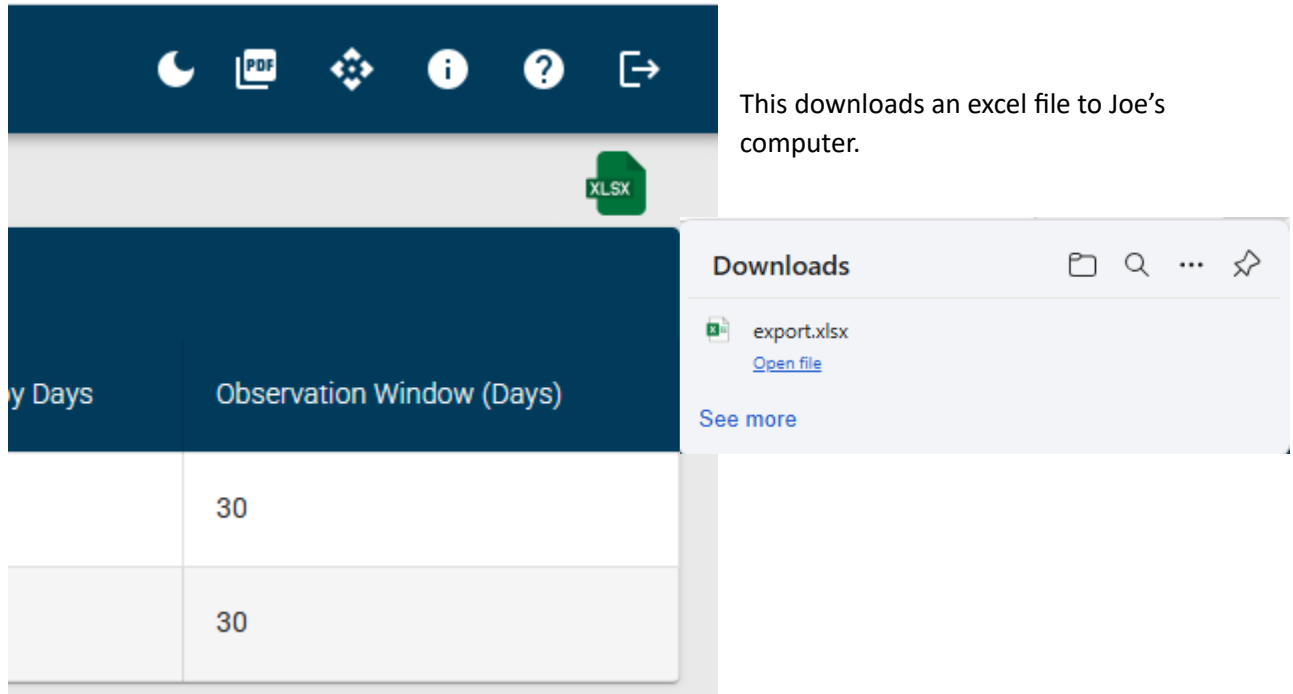 PDF
This downloads an excel file to Joe’s
computer.
XLSX
Downloads
export.xlsx
Open file
See more
y Days
Observation Window (Days)
30
30